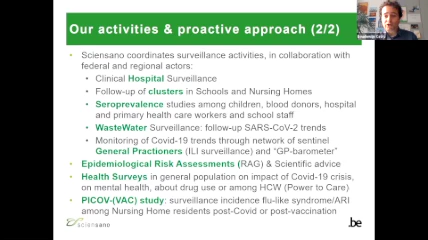 Our activities & proactive approach (2/2)
• Sciensano coordinates surveillance activities, in collaboration with
federal and regional actors:
• Clinical Hospital Surveillance
• Follow-up of clusters in Schools and Nursing Homes
• Seroprevalence studies among children, blood donors, hospital
and primary health care workers and school staff
• WasteWater Surveillance: follow-up SARS-CoV-2 trends
• Monitoring of Covid-19 trends through network of sentinel
General Practioners (ILI surveillance) and "GP-barometer"
• Epidemiological Risk Assessments (RAG) & Scientific advice
• Health Surveys in general population on impact of Covid-19 crisis,
on mental health, about drug use or among HCW (Power to Care)
• PICOV-(VAC) study: surveillance incidence flu-like syndrome/ARI
among Nursing Home residents post-Covid or post-vaccination
sciensano
.be